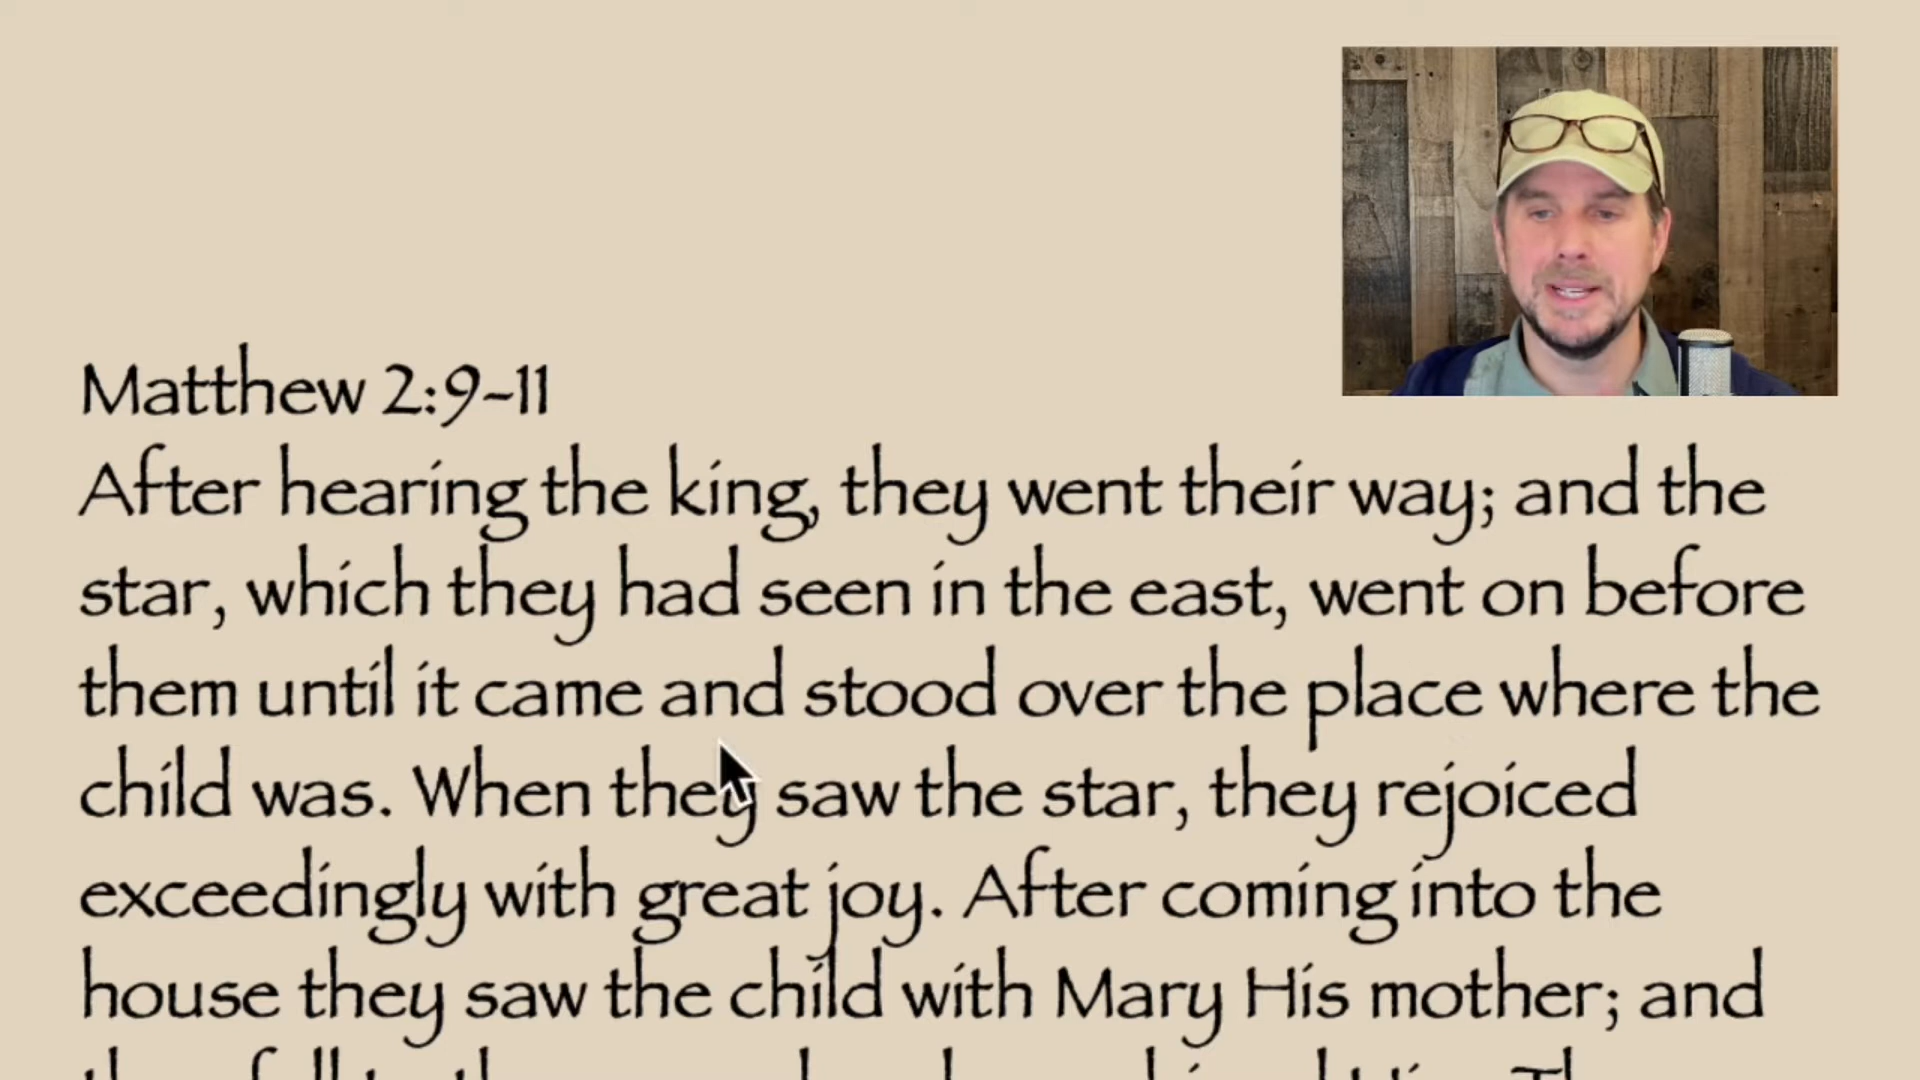 Matthew 2:9-11
After hearing the king, they went their way; and the
star, which they had seen in the east, went on before
them until it came and stood over the place where the
child was. When they saw the star, they rejoiced
exceedingly with great joy. After coming into the
house they saw the child with Mary His mother; and